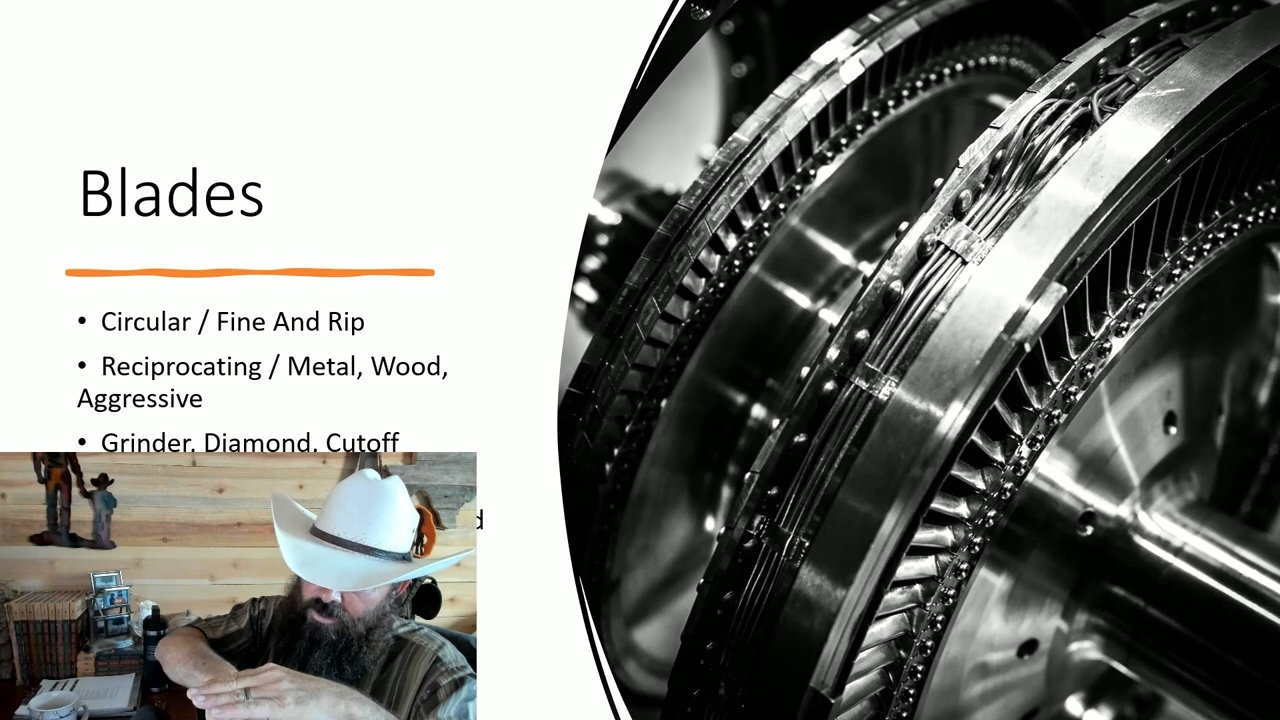 Blades
• Circular / Fine And Rip
• Reciprocating / Metal, Wood,
Aggressive
• Grinder, Diamond, Cutoff
d